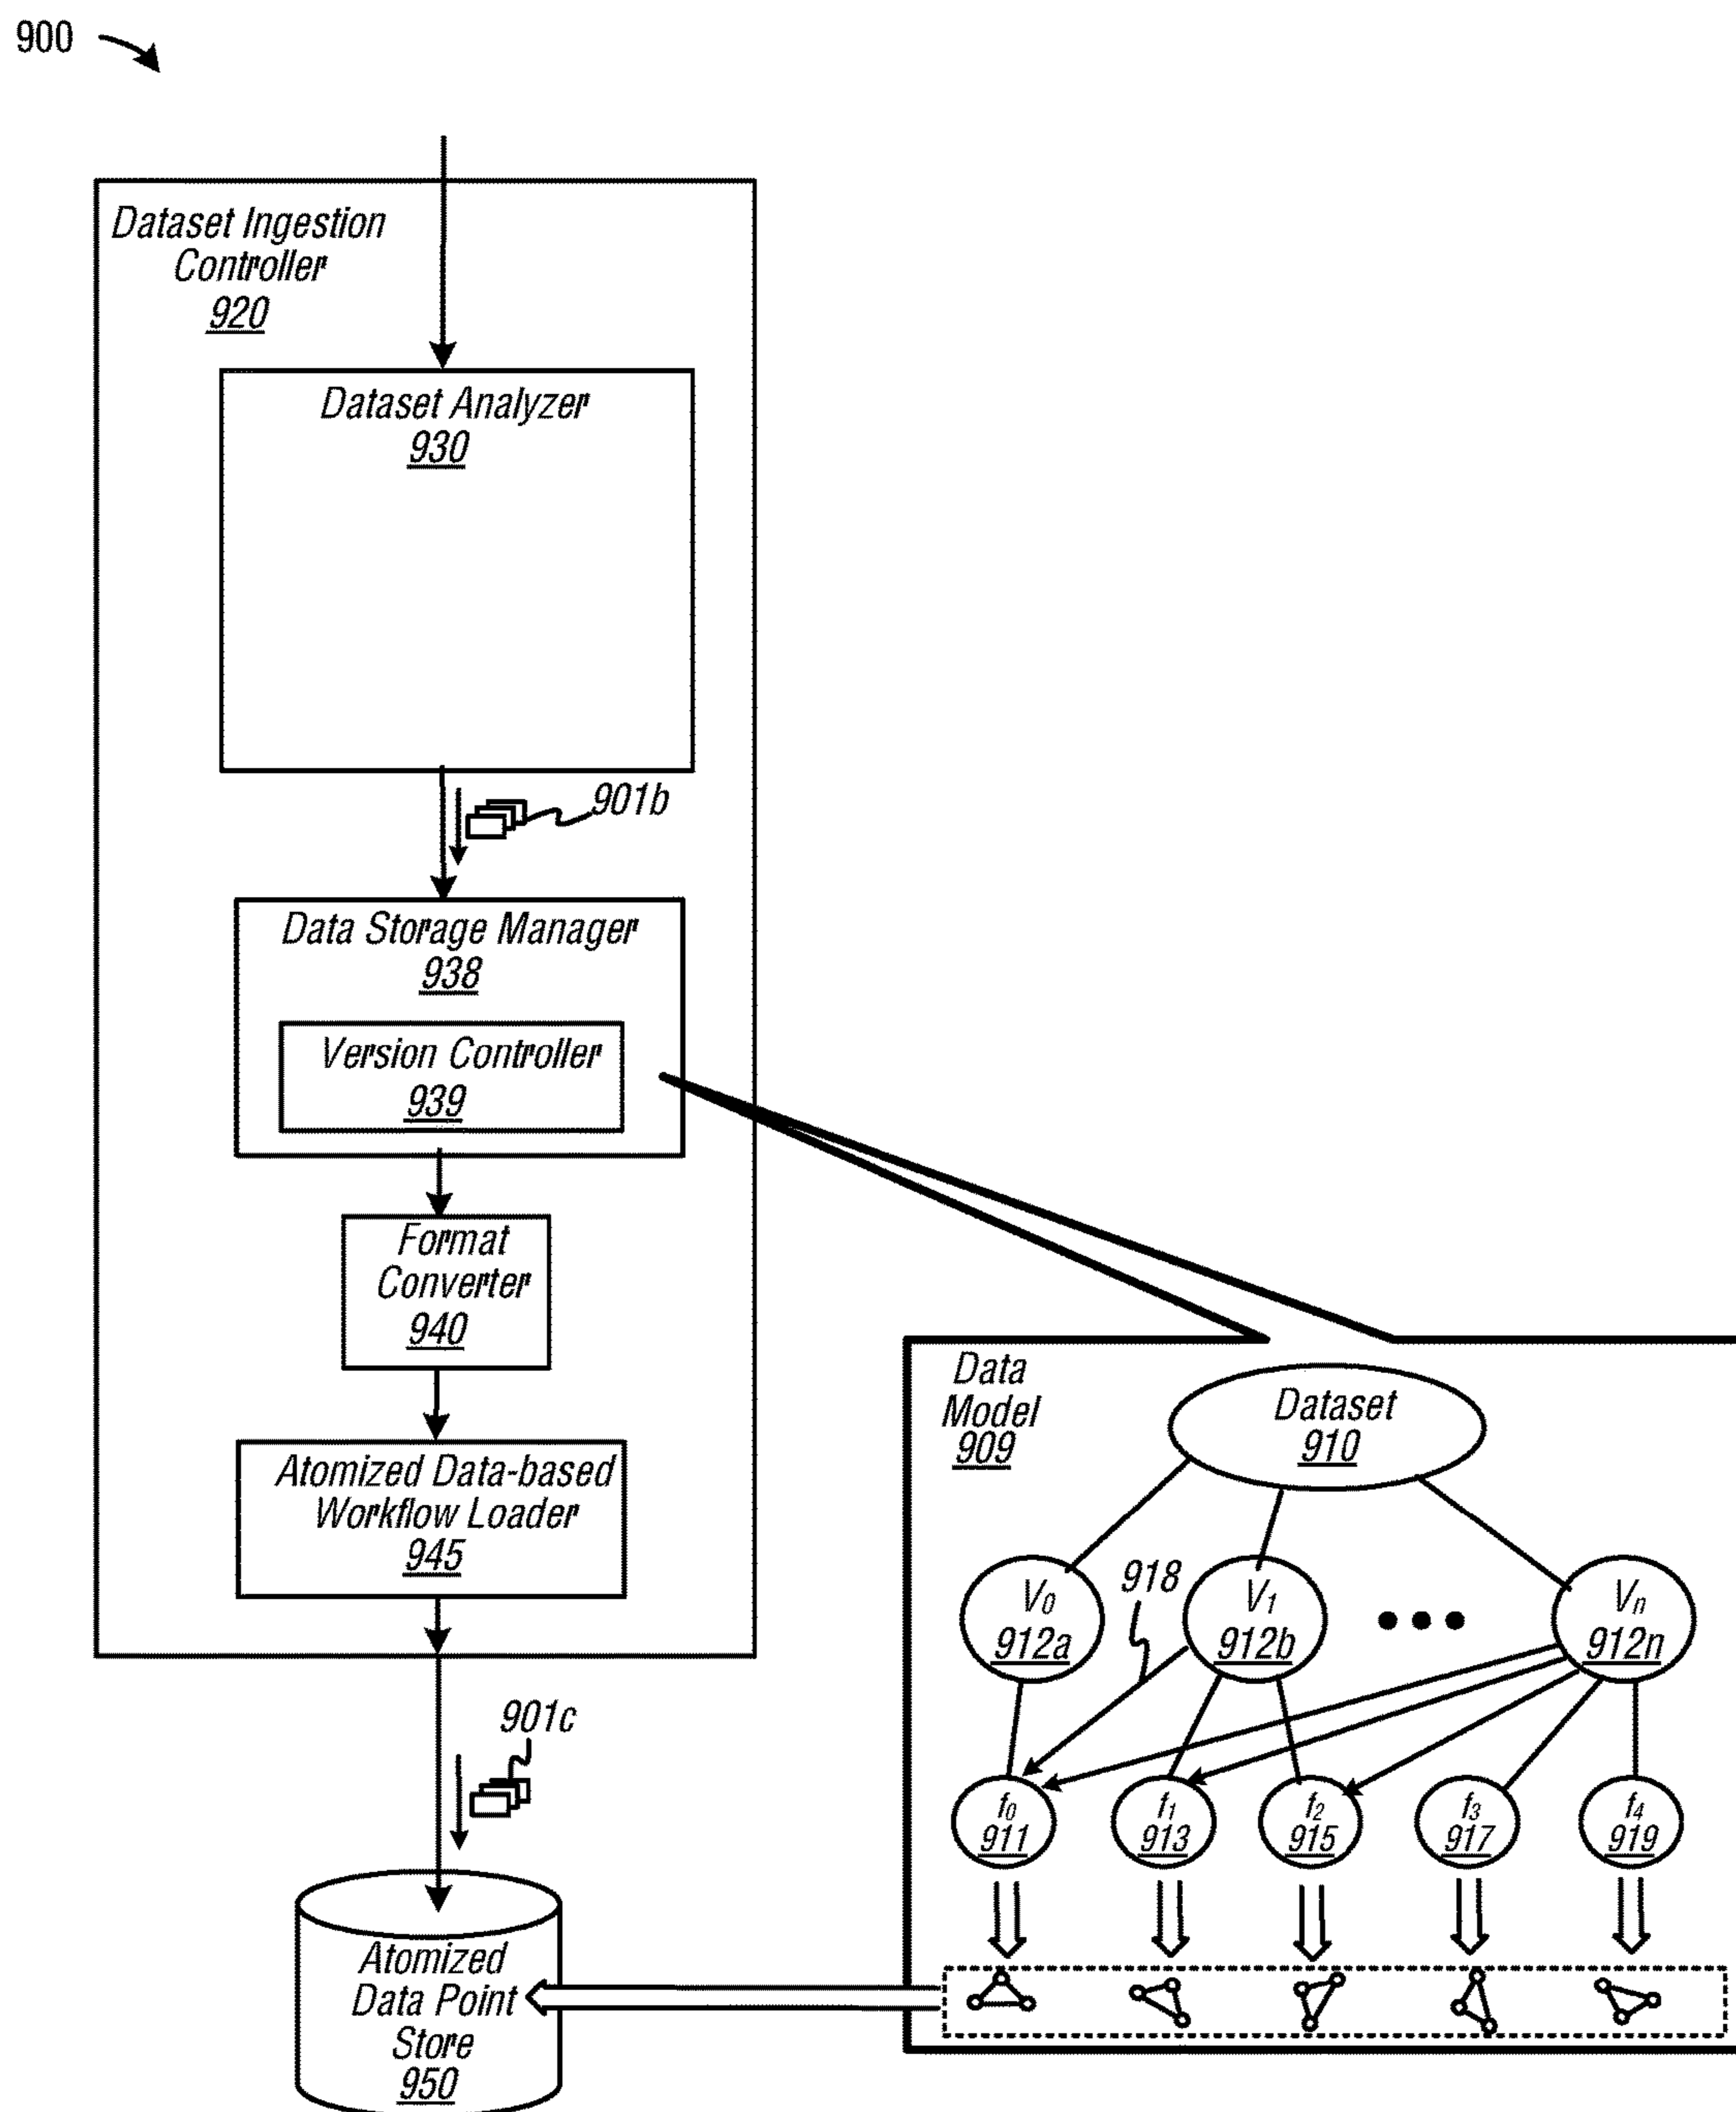 900
Dataset Ingestion
Controller
920
Dataset Analyzer
930
901b
Data Storage Manager
938
Version Controller
939
Format
Converter
940
Atomized Data-based
Workflow Loader
945
901c
Atomized
Data Point
Store
950
Data
Model
909
Dataset
910
918
V₀
912a
V₁
912b
Vₙ
912n
f₀
911
f₁
913
f₂
915
f₃
917
f₄
919